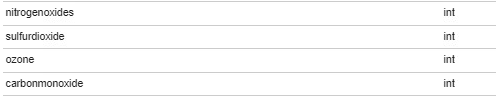 nitrogenoxides int
sulfurdioxide int
ozone int
carbonmonoxide int